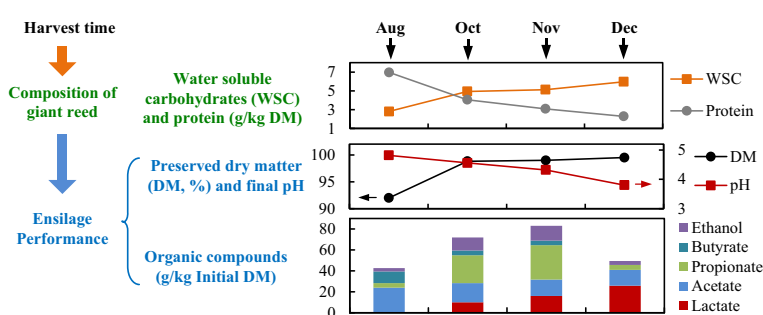 Harvest time
Aug
Oct
Nov
Dec
Composition of
giant reed
Water soluble
carbohydrates (WSC)
and protein (g/kg DM)
7
5
3
1
WSC
Protein
Preserved dry matter
(DM, %) and final pH
100
95
90
5
4
3
DM
pH
Ensilage
Performance
Organic compounds
(g/kg Initial DM)
80
60
40
20
0
Ethanol
Butyrate
Propionate
Acetate
Lactate